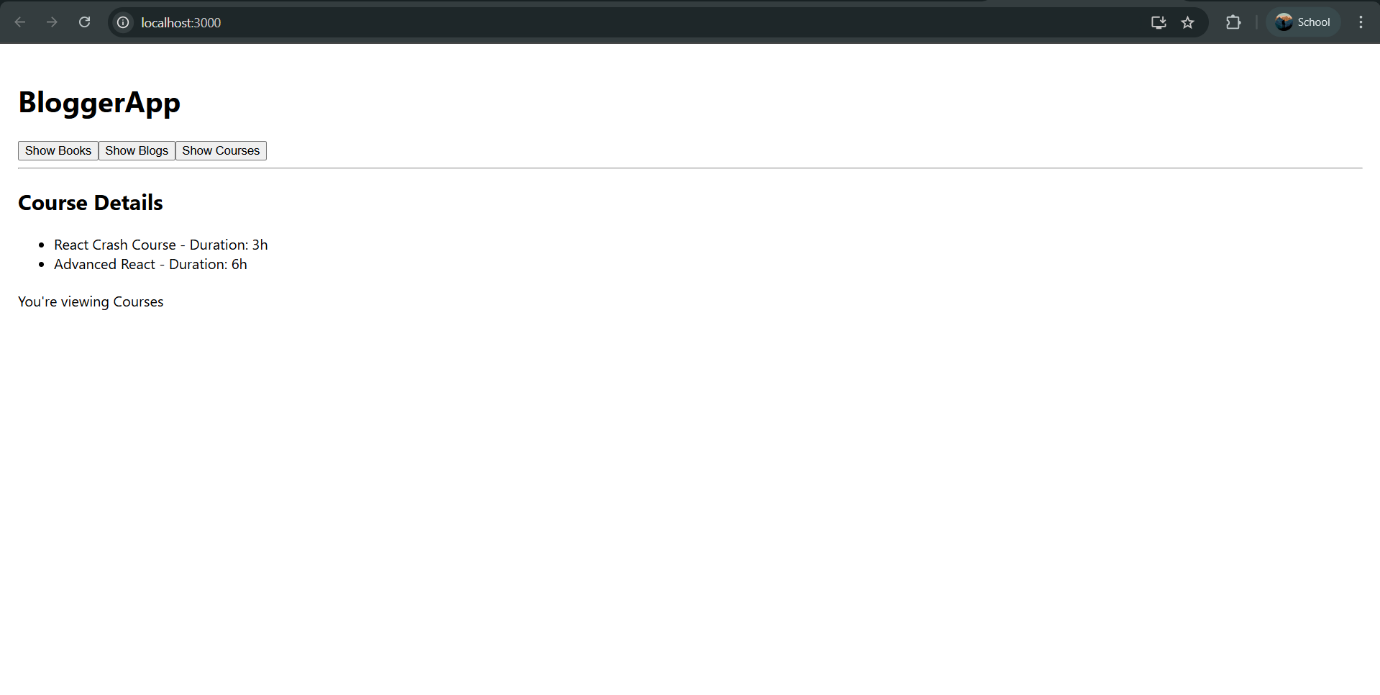 localhost:3000
School
BloggerApp
Show Books Show Blogs Show Courses
Course Details
• React Crash Course - Duration: 3h
• Advanced React - Duration: 6h
You're viewing Courses